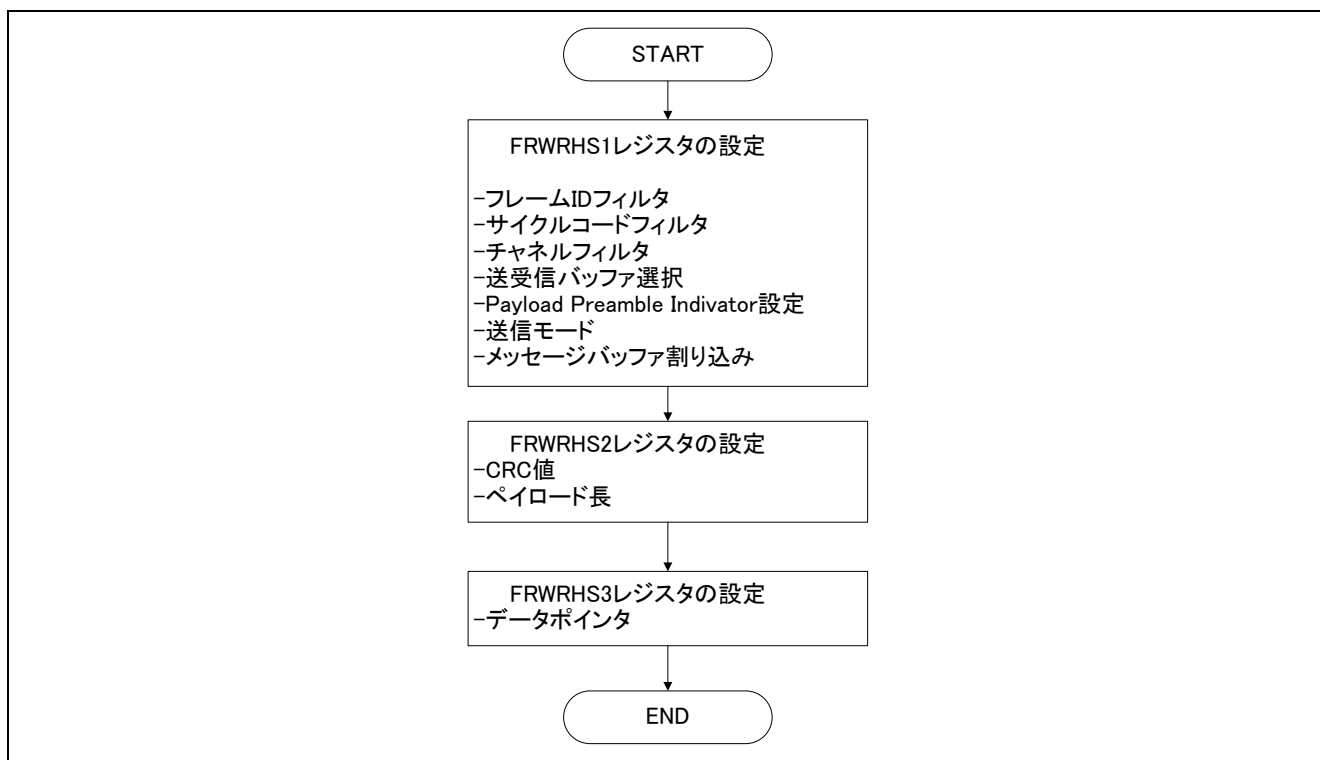 START
FRWRHS1レジスタの設定
-フレームIDフィルタ
-サイクルコードフィルタ
-チャネルフィルタ
-送受信バッファ選択
-Payload Preamble Indivator設定
-送信モード
-メッセージバッファ割り込み
FRWRHS2レジスタの設定
-CRC値
-ペイロード長
FRWRHS3レジスタの設定
-データポインタ
END